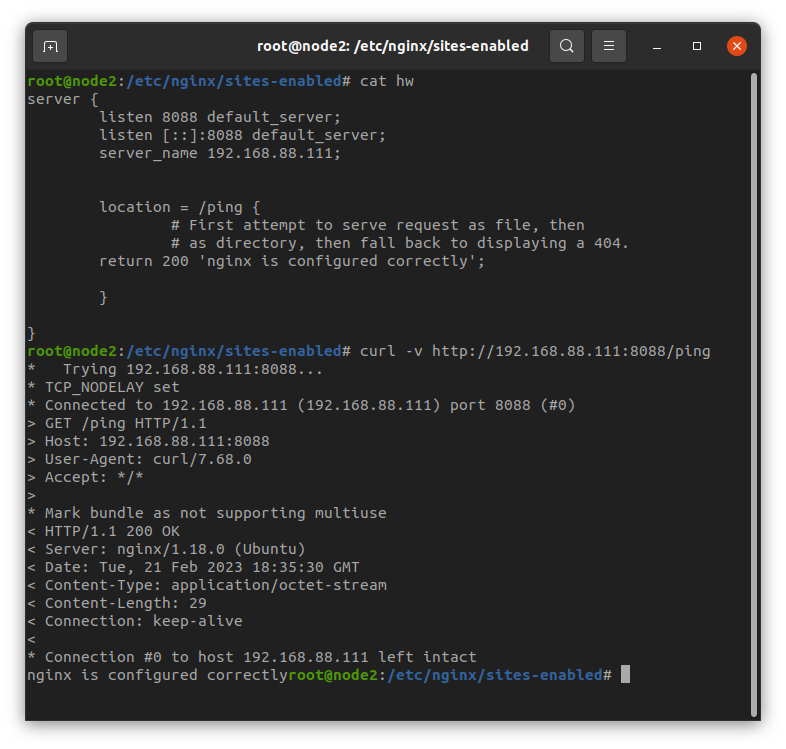 root@node2: /etc/nginx/sites-enabled
root@node2:/etc/nginx/sites-enabled# cat hw
server {
        listen 8088 default_server;
        listen [::]:8088 default_server;
        server_name 192.168.88.111;
        location = /ping {
                # First attempt to serve request as file, then
                # as directory, then fall back to displaying a 404.
        return 200 'nginx is configured correctly';
        }
}
root@node2:/etc/nginx/sites-enabled# curl -v http://192.168.88.111:8088/ping
*   Trying 192.168.88.111:8088...
* TCP_NODELAY set
* Connected to 192.168.88.111 (192.168.88.111) port 8088 (#0)
> GET /ping HTTP/1.1
> Host: 192.168.88.111:8088
> User-Agent: curl/7.68.0
> Accept: */*
>
* Mark bundle as not supporting multiuse
< HTTP/1.1 200 OK
< Server: nginx/1.18.0 (Ubuntu)
< Date: Tue, 21 Feb 2023 18:35:30 GMT
< Content-Type: application/octet-stream
< Content-Length: 29
< Connection: keep-alive
<
* Connection #0 to host 192.168.88.111 left intact
nginx is configured correctlyroot@node2:/etc/nginx/sites-enabled#